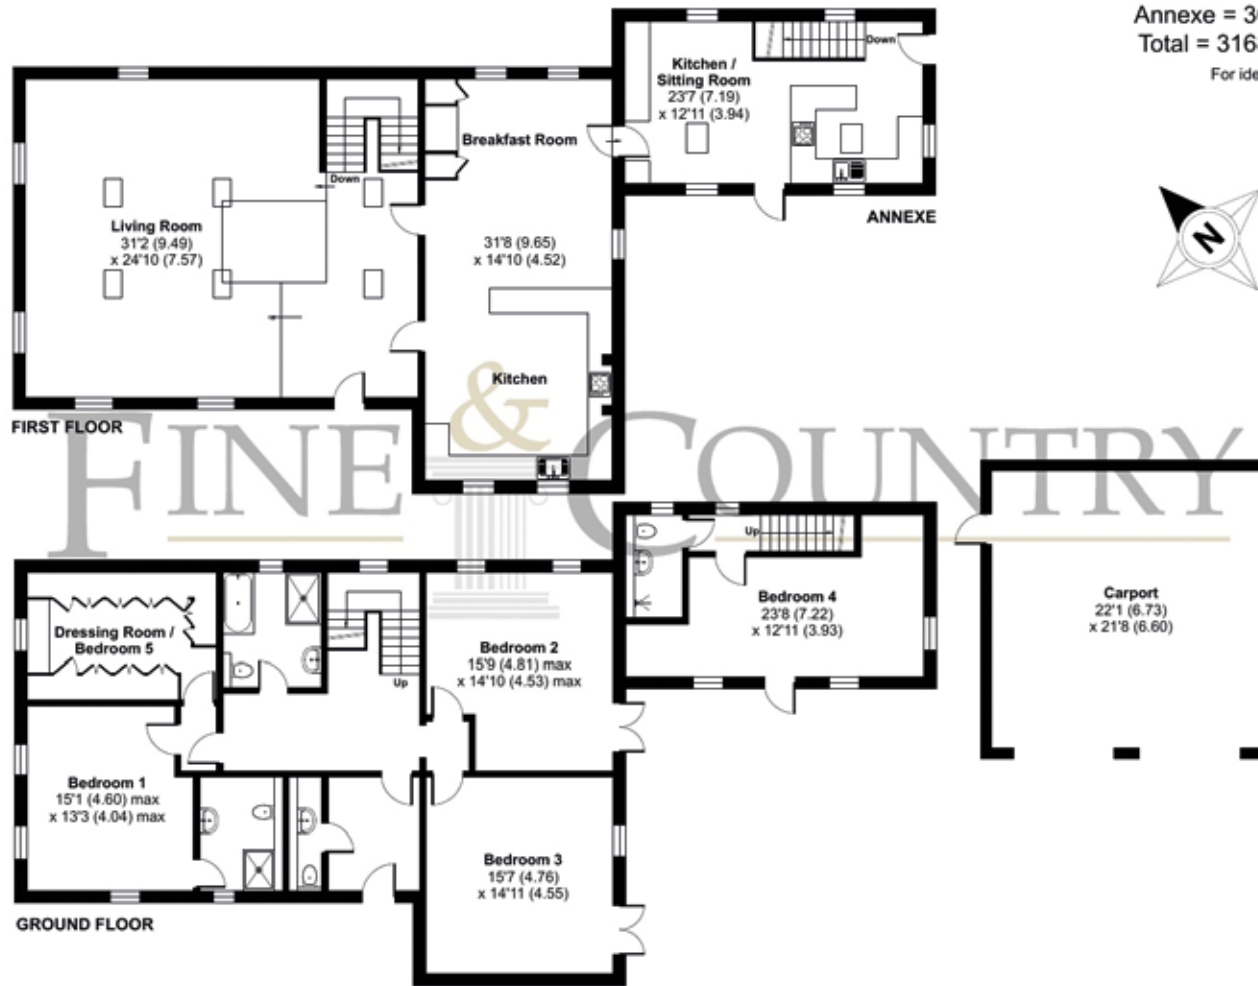 Annexe = 3
Total = 316
For ide
Kitchen /
Sitting Room
23'7 (7.19)
x 12'11 (3.94)
Down
ANNEXE
Breakfast Room
Down
Living Room
31'2 (9.49)
x 24'10 (7.57)
31'8 (9.65)
x 14'10 (4.52)
N
Kitchen
FIRST FLOOR
FINE & COUNTRY
Up
Bedroom 4
23'8 (7.22)
x 12'11 (3.93)
Carport
22'1 (6.73)
x 21'8 (6.60)
Dressing Room /
Bedroom 5
Up
Bedroom 2
15'9 (4.81) max
x 14'10 (4.53) max
Bedroom 1
15'1 (4.60) max
x 13'3 (4.04) max
Bedroom 3
15'7 (4.76)
x 14'11 (4.55)
GROUND FLOOR